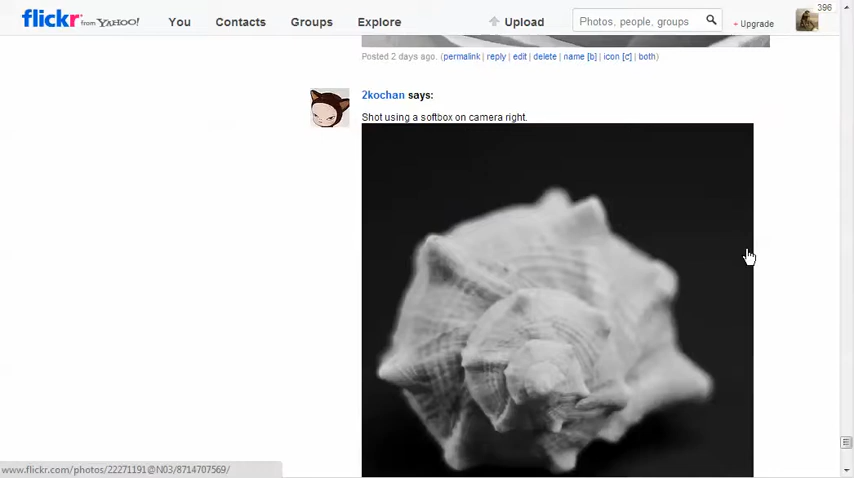 flickr from YAHOO! You Contacts Groups Explore Upload Photos, people, groups + Upgrade 396
Posted 2 days ago. (permalink | reply | edit | delete | name [b] | icon [c] | both)
2kochan says:
Shot using a softbox on camera right.
www.flickr.com/photos/22271191@N03/8714707569/